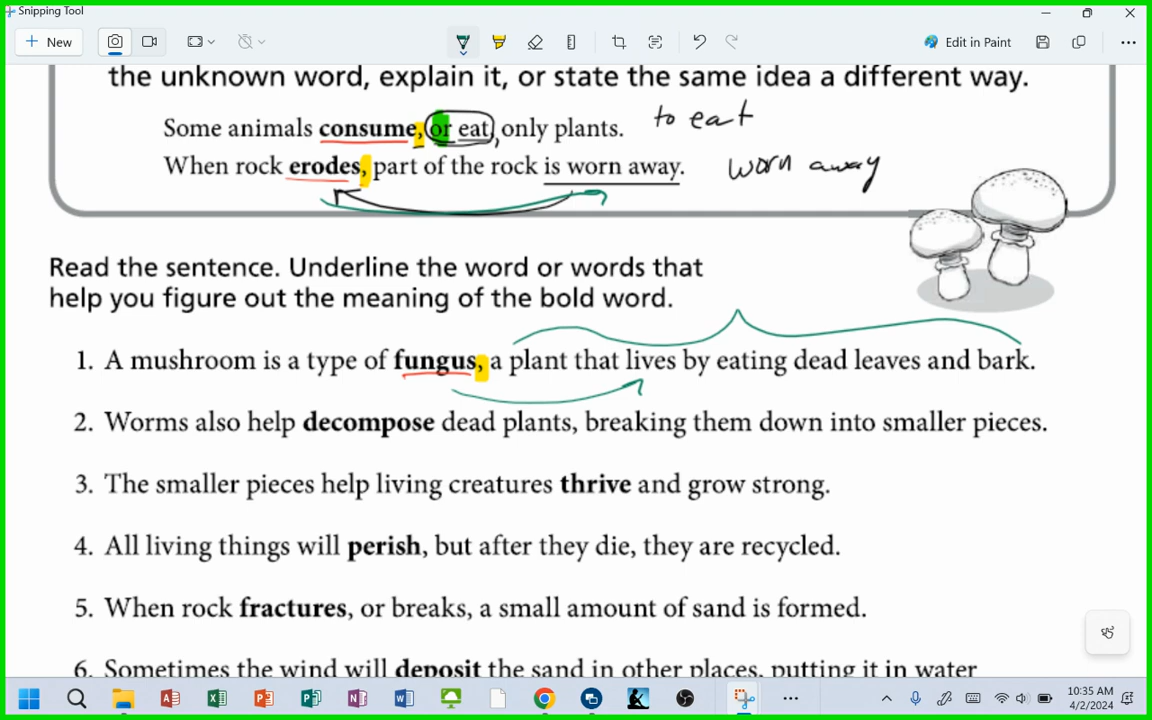 Snipping Tool
New
Edit in Paint
the unknown word, explain it, or state the same idea a different way.
Some animals consume, or eat, only plants. to eat
When rock erodes, part of the rock is worn away. worn away
Read the sentence. Underline the word or words that
help you figure out the meaning of the bold word.
1. A mushroom is a type of fungus, a plant that lives by eating dead leaves and bark.
2. Worms also help decompose dead plants, breaking them down into smaller pieces.
3. The smaller pieces help living creatures thrive and grow strong.
4. All living things will perish, but after they die, they are recycled.
5. When rock fractures, or breaks, a small amount of sand is formed.
6. Sometimes the wind will deposit the sand in other places, putting it in water
10:35 AM
4/2/2024